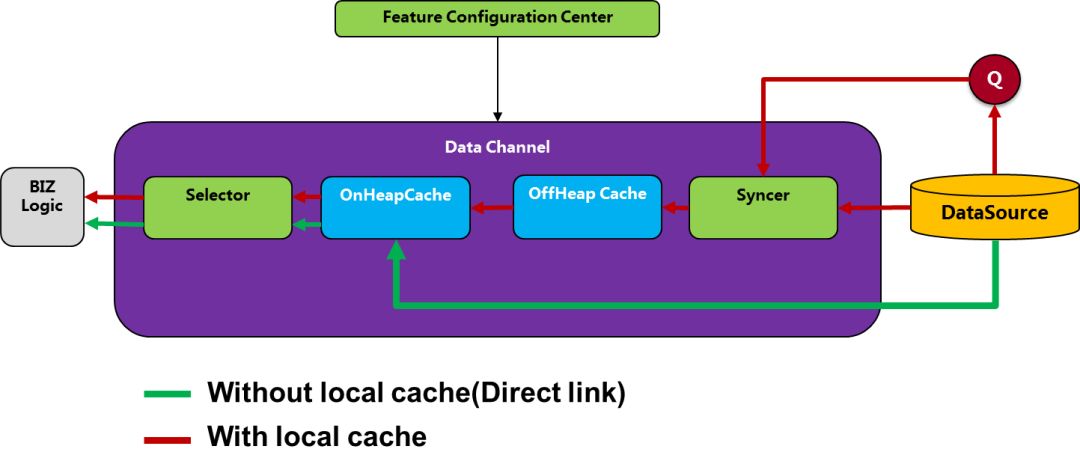 Feature Configuration Center
Q
Data Channel
BIZ
Logic
Selector
OnHeapCache
OffHeap Cache
Syncer
DataSource
Without local cache(Direct link)
With local cache